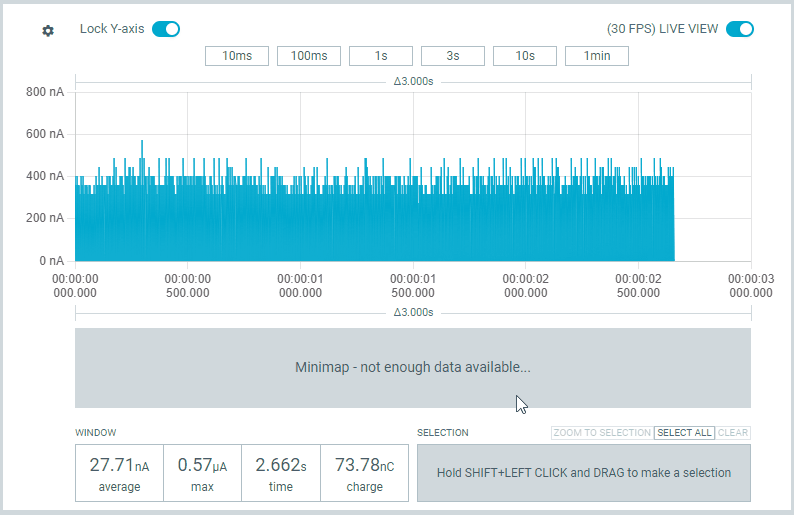 Lock Y-axis (30 FPS) LIVE VIEW
10ms 100ms 1s 3s 10s 1min
Δ3.000s
800 nA
600 nA
400 nA
200 nA
0 nA
00:00:00 00:00:00 00:00:01 00:00:01 00:00:02 00:00:02 00:00:03
000.000 500.000 000.000 500.000 000.000 500.000 000.000
Δ3.000s
Minimap - not enough data available...
WINDOW SELECTION ZOOM TO SELECTION SELECT ALL CLEAR
27.71nA 0.57μA 2.662s 73.78nC
average max time charge
Hold SHIFT+LEFT CLICK and DRAG to make a selection